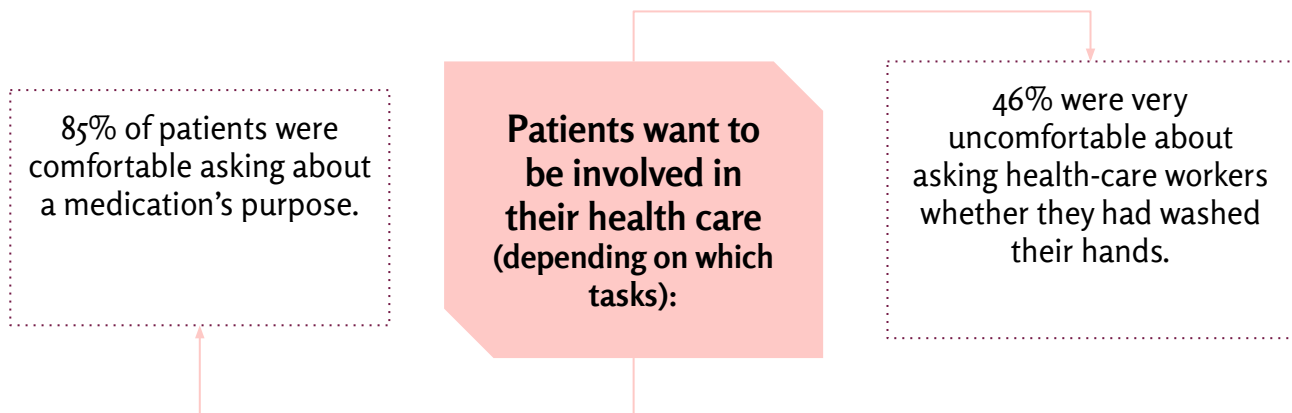 85% of patients were
comfortable asking about
a medication’s purpose.
Patients want to
be involved in
their health care
(depending on which
tasks):
46% were very
uncomfortable about
asking health-care workers
whether they had washed
their hands.